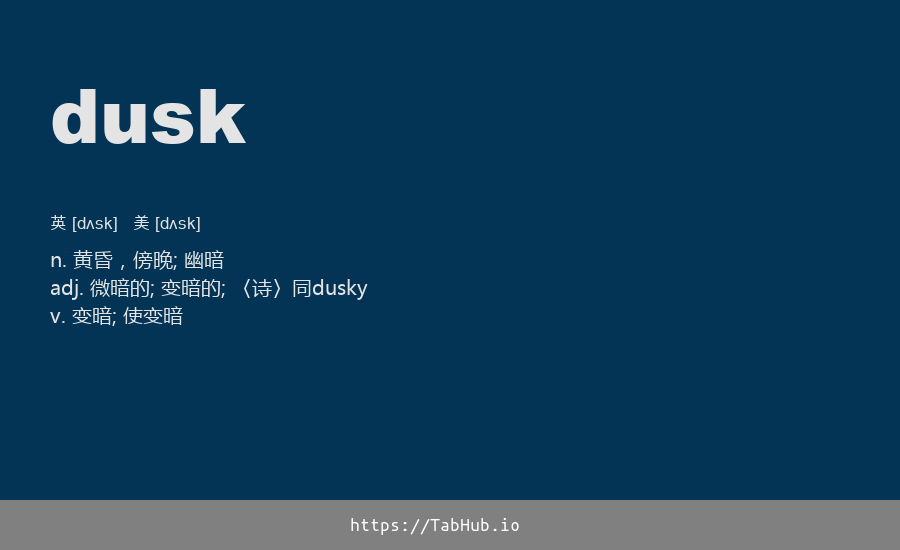 dusk
英 [dʌsk] 美 [dʌsk]
n. 黄昏，傍晚; 幽暗
adj. 微暗的; 变暗的; 〈诗〉同dusky
v. 变暗; 使变暗
https://TabHub.io